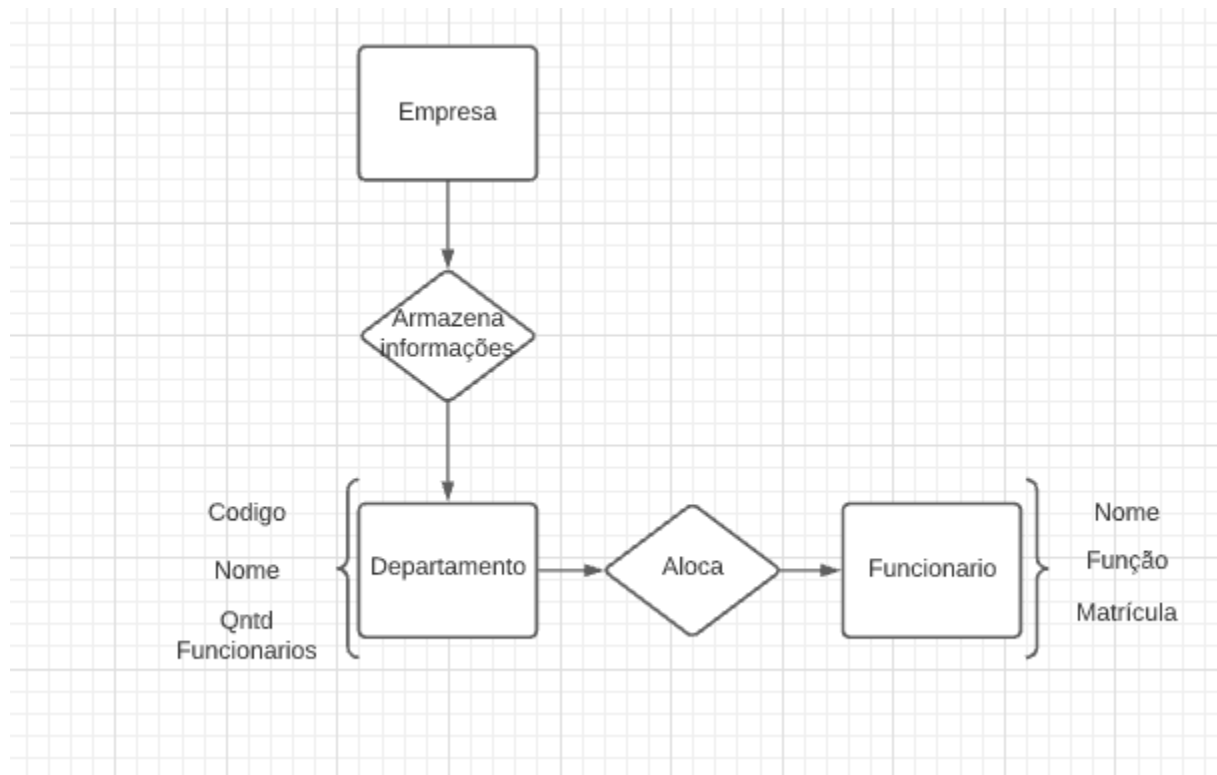 Empresa
Armazena
informações
Codigo
Nome
Qntd
Funcionarios
Departamento
Aloca
Funcionario
Nome
Função
Matrícula